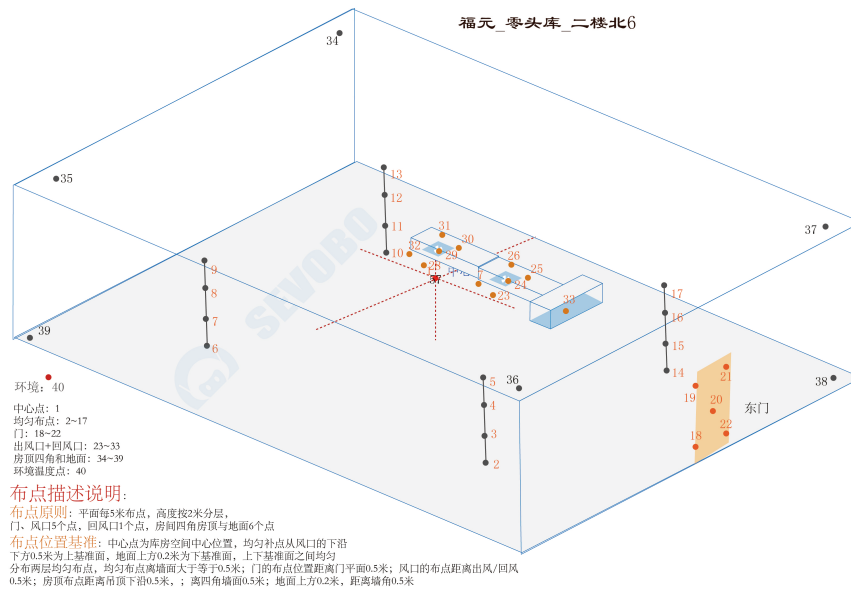 福元_零头库_二楼北6
34
35
37
13
12
11
10
31
30
32
29
28
26
25
24
23
33
9
8
7
6
17
16
15
14
39
36
38
5
4
3
2
21
19
20
22
18
东门
SEVOBO
环境：40
中心点：1
均匀布点：2~17
门：18~22
出风口+回风口：23~33
房顶四角和地面：34~39
环境温度点：40
布点描述说明：
布点原则：平面每5米布点，高度按2米分层，
门、风口5个点，回风口1个点，房间四角房顶与地面6个点
布点位置基准：中心点为库房空间中心位置，均匀补点从风口的下沿
下方0.5米为上基准面，地面上方0.2米为下基准面，上下基准面之间均匀
分布两层均匀布点，均匀布点离墙面大于等于0.5米；门的布点位置距离门平面0.5米；风口的布点距离出风/回风
0.5米；房顶布点距离吊顶下沿0.5米，；离四角墙面0.5米；地面上方0.2米，距离墙角0.5米